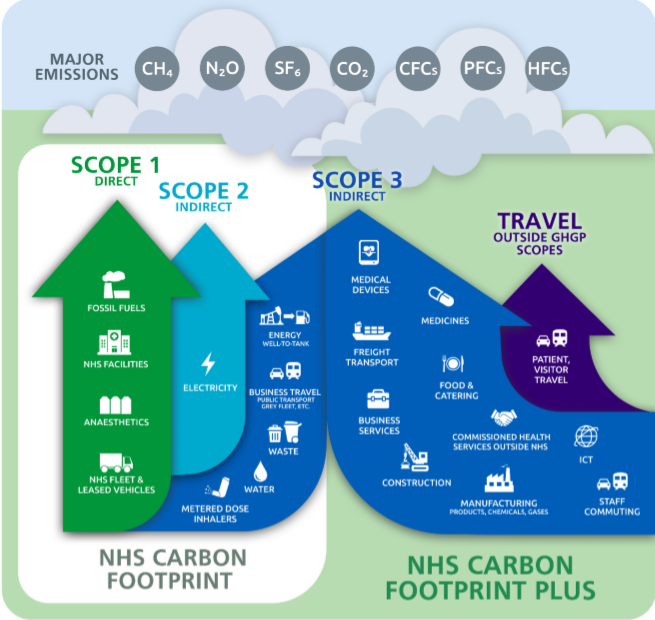 MAJOR
EMISSIONS
CH₄
N₂O
SF₆
CO₂
CFCs
PFCs
HFCs
SCOPE 1
DIRECT
SCOPE 2
INDIRECT
SCOPE 3
INDIRECT
TRAVEL
OUTSIDE GHGP
SCOPES
FOSSIL FUELS
NHS FACILITIES
ANAESTHETICS
NHS FLEET &
LEASED VEHICLES
ELECTRICITY
ENERGY
WELL-TO-TANK
BUSINESS TRAVEL
PUBLIC TRANSPORT
GREY FLEET, ETC.
WASTE
WATER
METERED DOSE
INHALERS
MEDICAL
DEVICES
MEDICINES
FREIGHT
TRANSPORT
FOOD &
CATERING
BUSINESS
SERVICES
COMMISSIONED HEALTH
SERVICES OUTSIDE NHS
CONSTRUCTION
MANUFACTURING
PRODUCTS, CHEMICALS, GASES
ICT
STAFF
COMMUTING
PATIENT,
VISITOR
TRAVEL
NHS CARBON
FOOTPRINT
NHS CARBON
FOOTPRINT PLUS